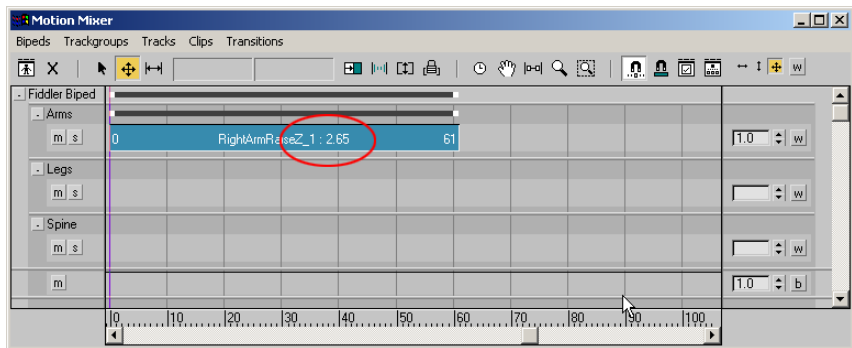 Motion Mixer
Bipeds Trackgroups Tracks Clips Transitions
w
Fiddler Biped
Arms
m s 0 RightArmRaiseZ_1 : 2.65 61 1.0 w
Legs
m s w
Spine
m s w
m 1.0 b
0 10 20 30 40 50 60 70 80 90 100